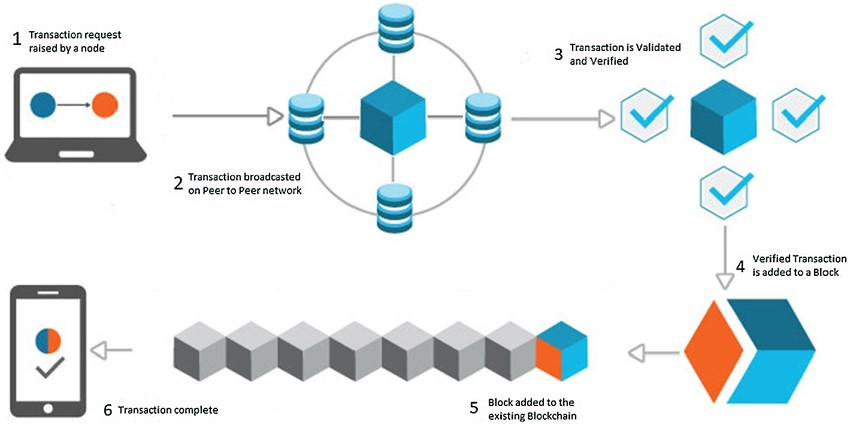 1 Transaction request
raised by a node
2 Transaction broadcasted
on Peer to Peer network
3 Transaction is Validated
and Verified
4 Verified Transaction
is added to a Block
5 Block added to the
existing Blockchain
6 Transaction complete